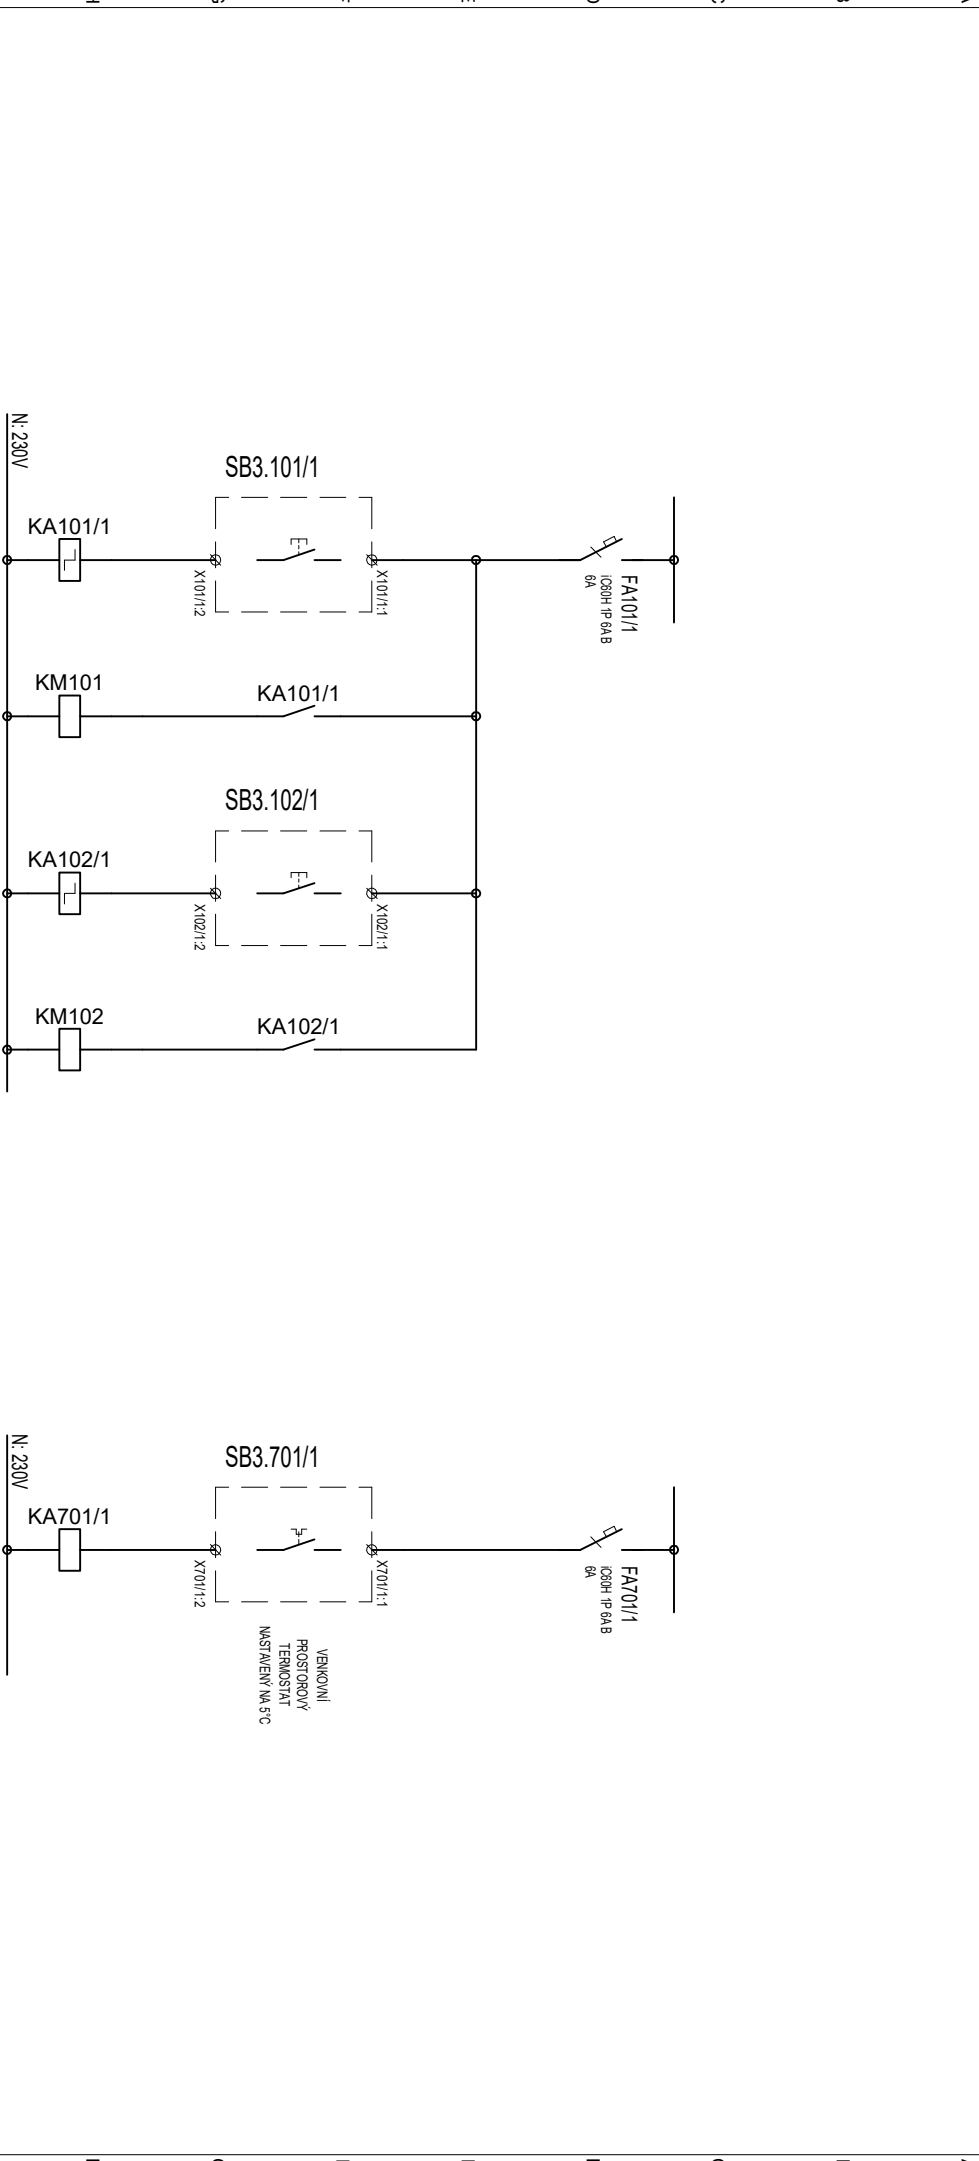 N: 230V
SB3.101/1
KA101/1
X101/1:2
X101/1:1
FA101/1
iC60H 1P 6A B
6A
KM101
KA101/1
SB3.102/1
KA102/1
X102/1:2
X102/1:1
KM102
KA102/1
N: 230V
SB3.701/1
KA701/1
X701/1:2
X701/1:1
FA701/1
iC60H 1P 6A B
6A
VENKOVNÍ
PROSTOROVÝ
TERMOSTAT
NASTAVENÝ NA 5°C